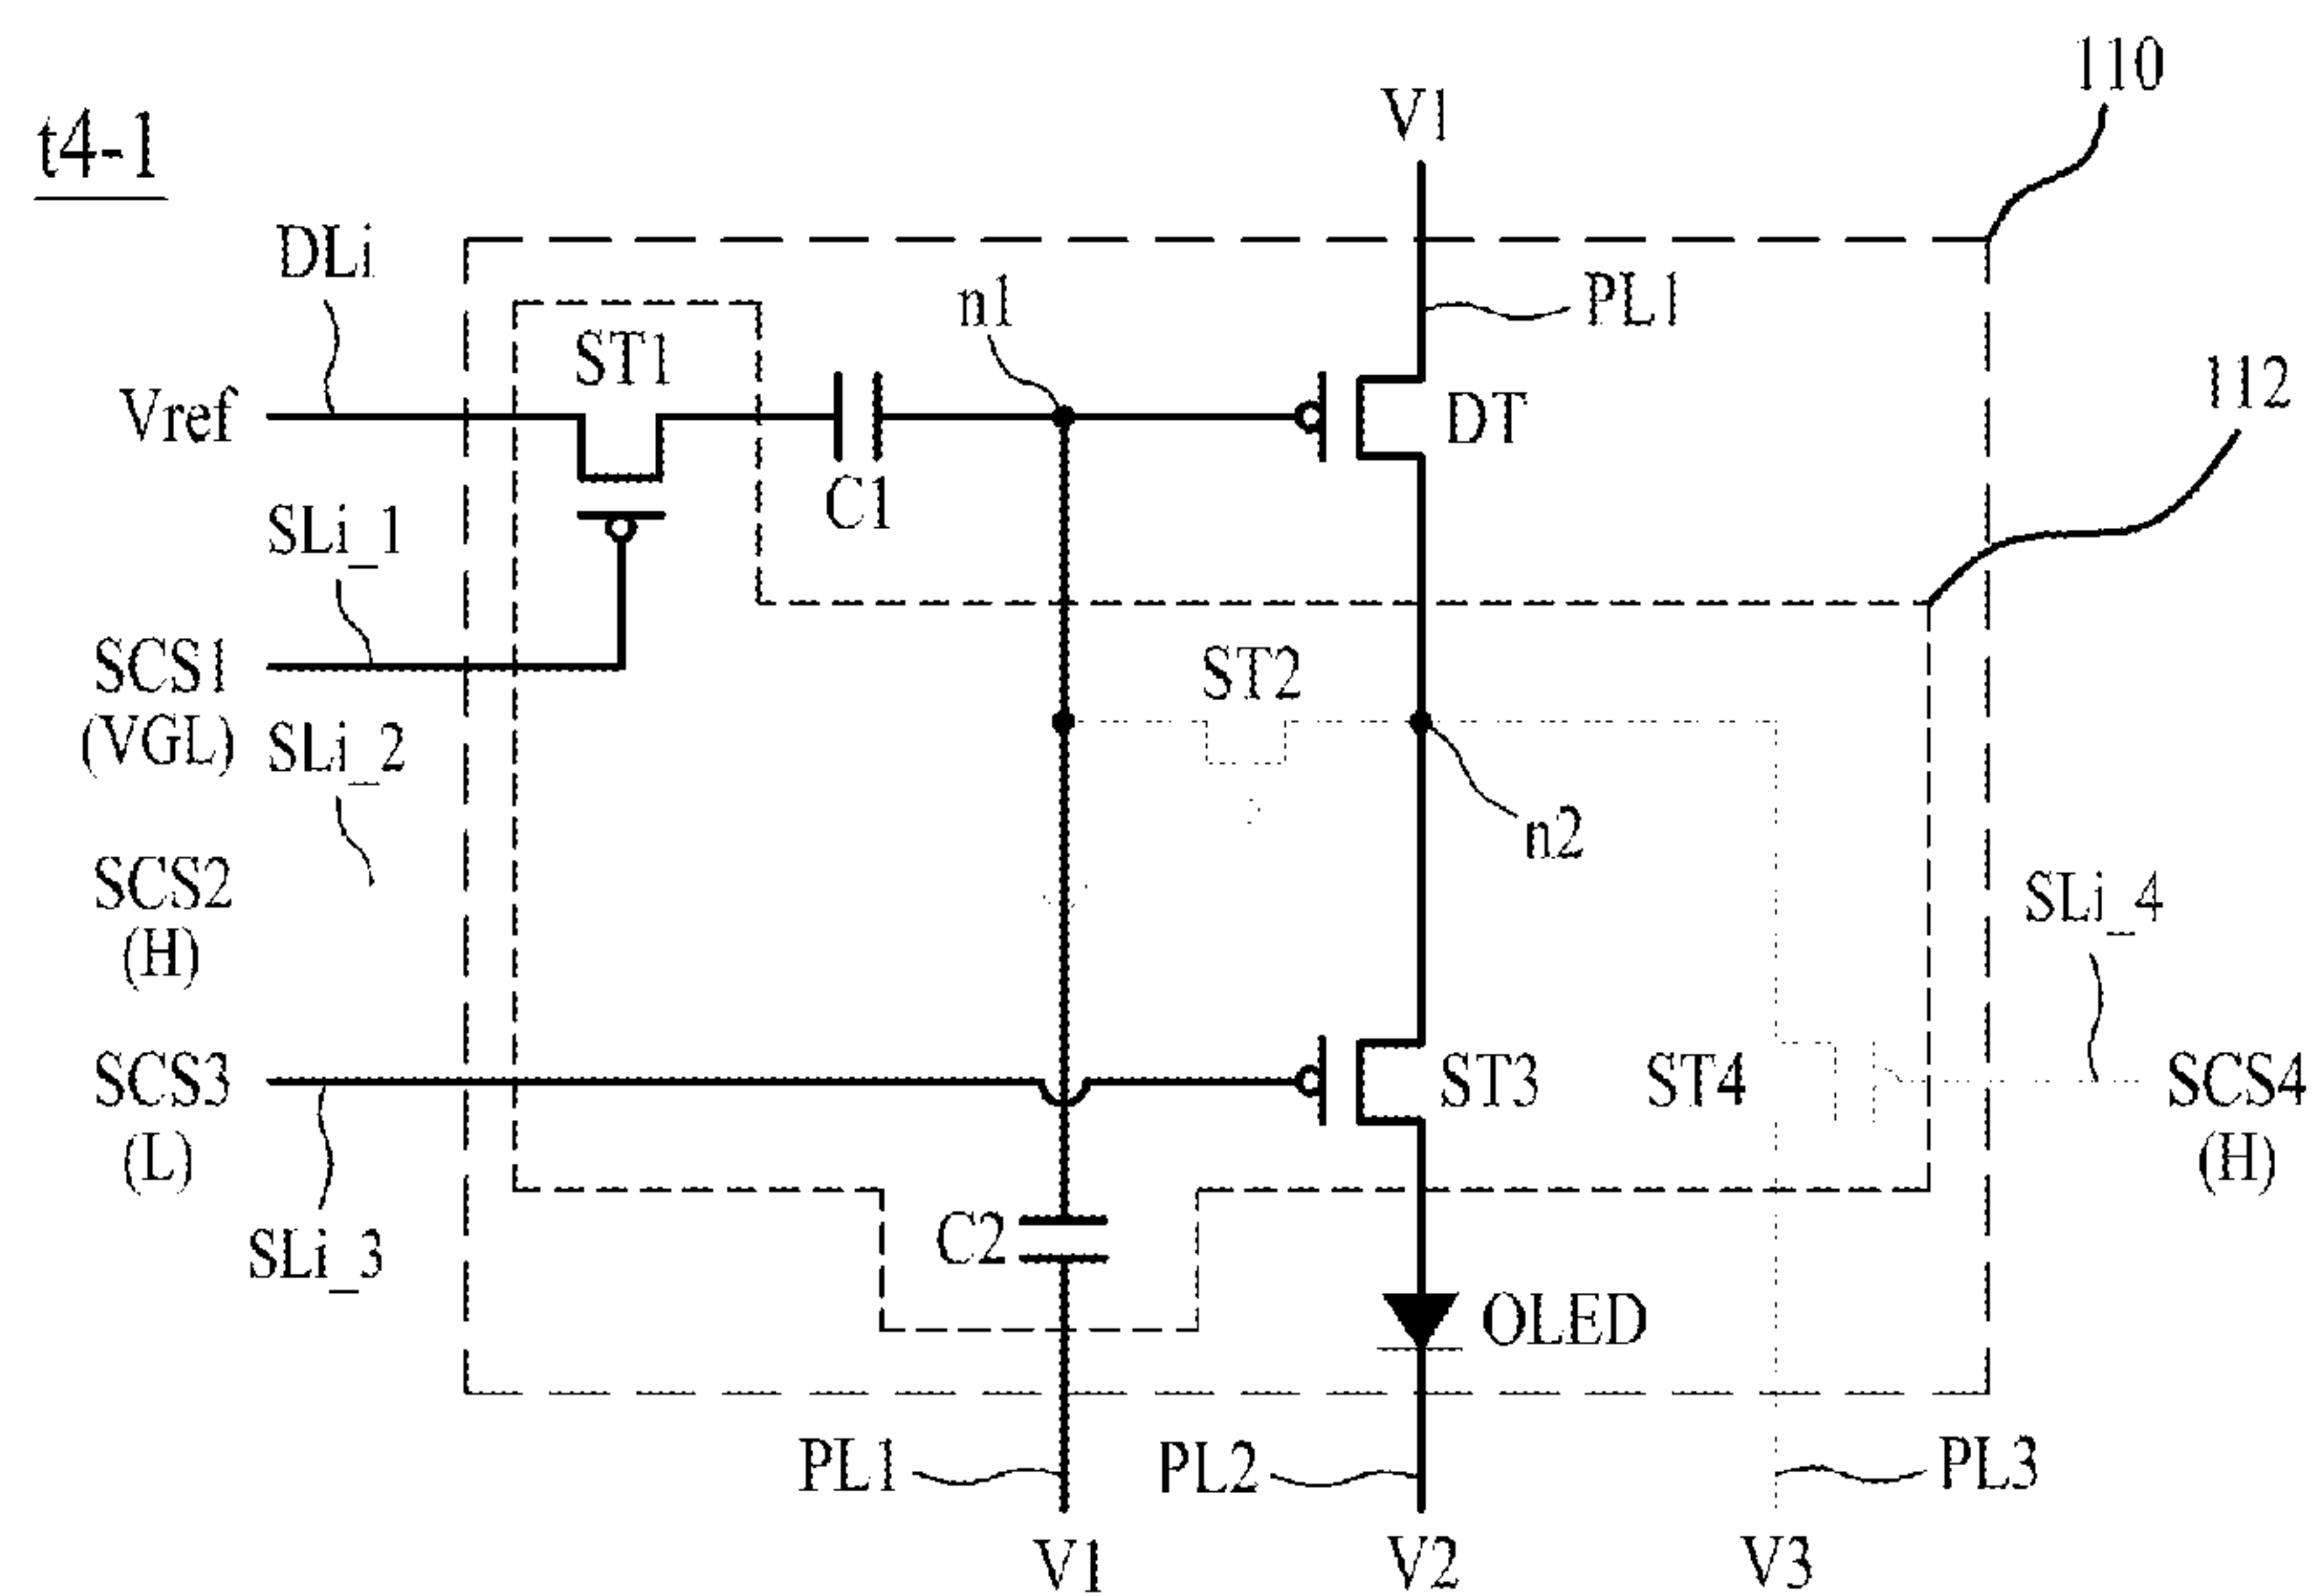 110
V1
t4-1
DLi
n1
PL1
ST1
112
Vref
DT
C1
SLi_1
SCS1
ST2
(VGL)
SLi_2
n2
SCS2
SLi_4
(H)
SCS3
ST3
ST4
SCS4
(L)
(H)
C2
SLi_3
OLED
PL1
PL2
PL3
V1
V2
V3